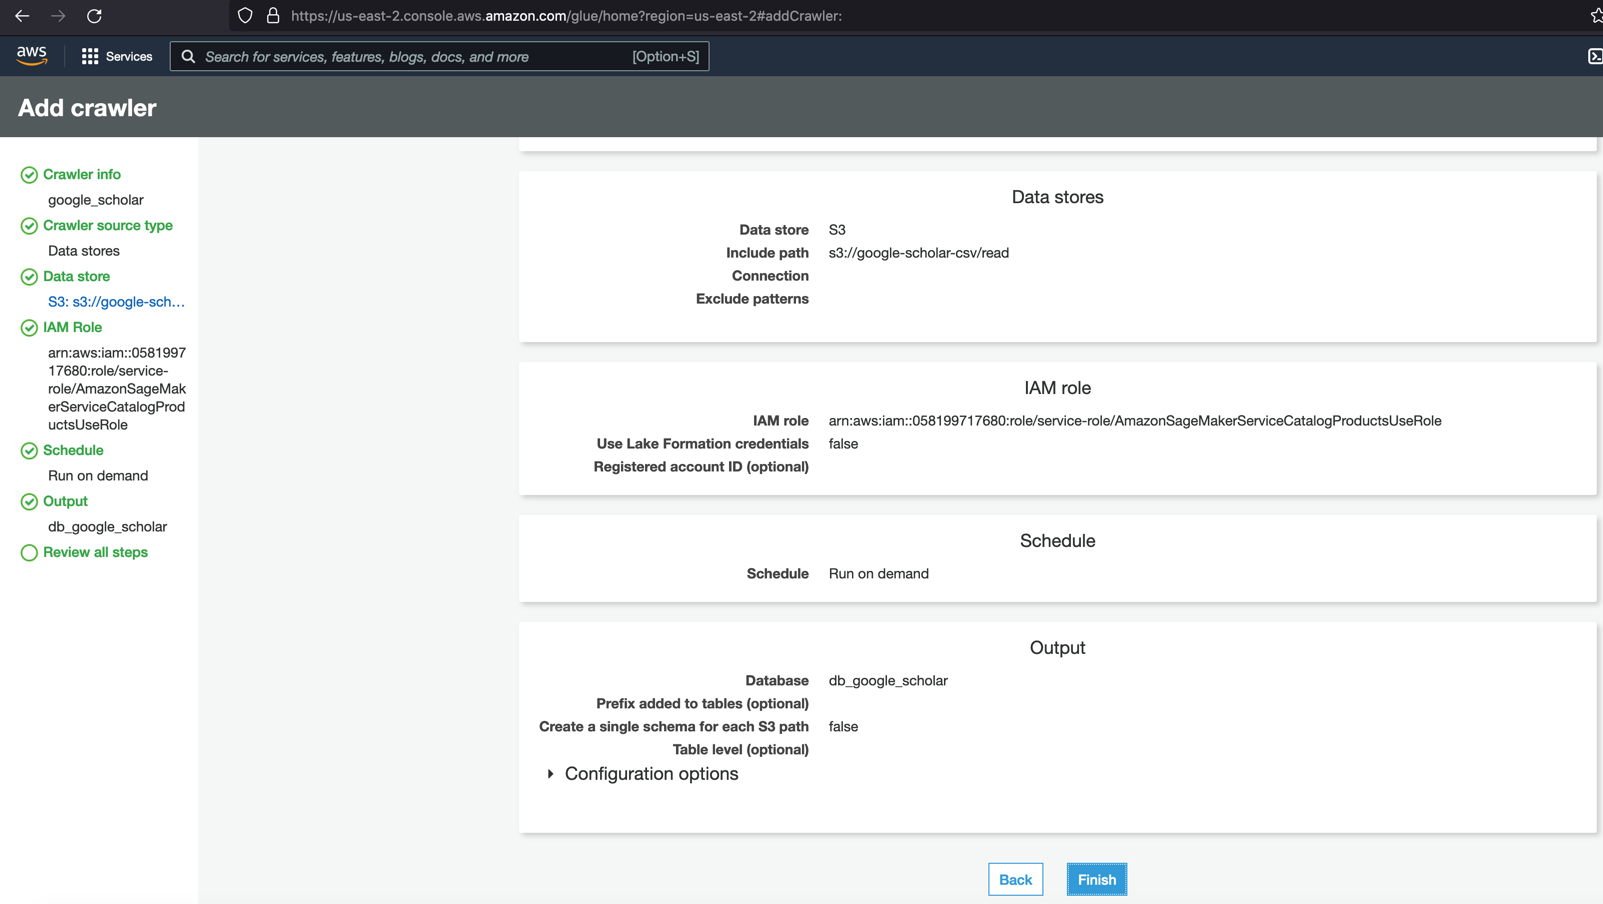 https://us-east-2.console.aws.amazon.com/glue/home?region=us-east-2#addCrawler:
aws
Services
Search for services, features, blogs, docs, and more
[Option+S]
Add crawler
Crawler info
google_scholar
Crawler source type
Data stores
Data store
S3: s3://google-sch...
IAM Role
arn:aws:iam::0581997
17680:role/service-
role/AmazonSageMak
erServiceCatalogProd
uctsUseRole
Schedule
Run on demand
Output
db_google_scholar
Review all steps
Data stores
Data store S3
Include path s3://google-scholar-csv/read
Connection
Exclude patterns
IAM role
IAM role arn:aws:iam::058199717680:role/service-role/AmazonSageMakerServiceCatalogProductsUseRole
Use Lake Formation credentials false
Registered account ID (optional)
Schedule
Schedule Run on demand
Output
Database db_google_scholar
Prefix added to tables (optional)
Create a single schema for each S3 path false
Table level (optional)
Configuration options
Back
Finish